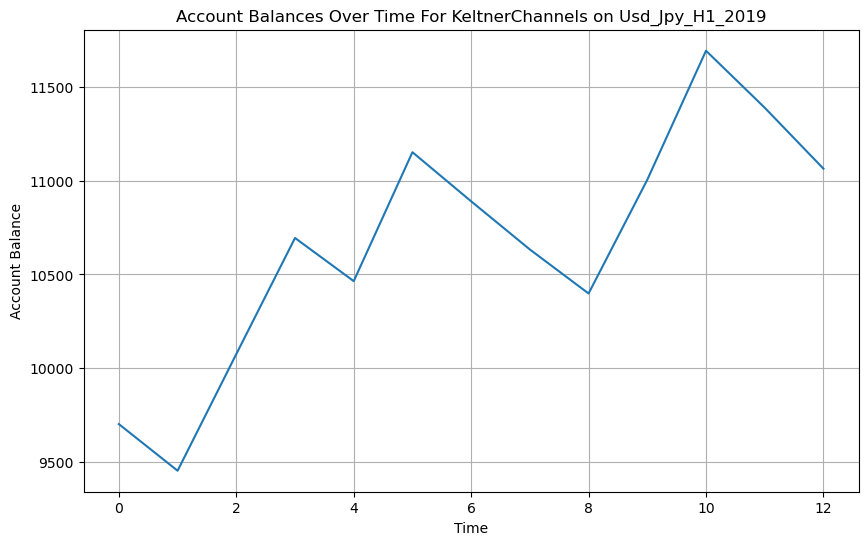 Account Balances Over Time For KeltnerChannels on Usd_Jpy_H1_2019
11500
11000
10500
10000
9500
Account Balance
0 2 4 6 8 10 12
Time